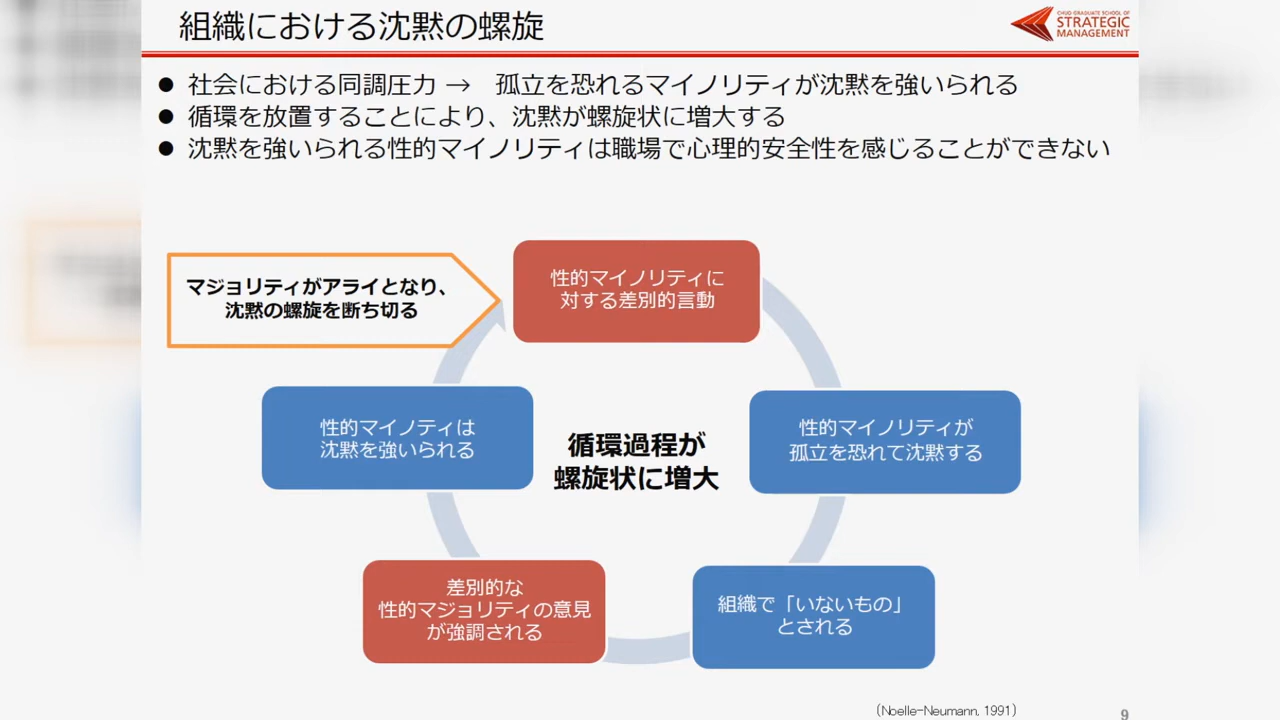 組織における沈黙の螺旋
CHUO GRADUATE SCHOOL OF
STRATEGIC
MANAGEMENT
● 社会における同調圧力 → 孤立を恐れるマイノリティが沈黙を強いられる
● 循環を放置することにより、沈黙が螺旋状に増大する
● 沈黙を強いられる性的マイノリティは職場で心理的安全性を感じることができない
マジョリティがアライとなり、
沈黙の螺旋を断ち切る
性的マイノリティに
対する差別的言動
性的マイノリティが
孤立を恐れて沈黙する
組織で「いないもの」
とされる
差別的な
性的マジョリティの意見
が強調される
性的マイノティは
沈黙を強いられる
循環過程が
螺旋状に増大
(Noelle-Neumann, 1991)
9